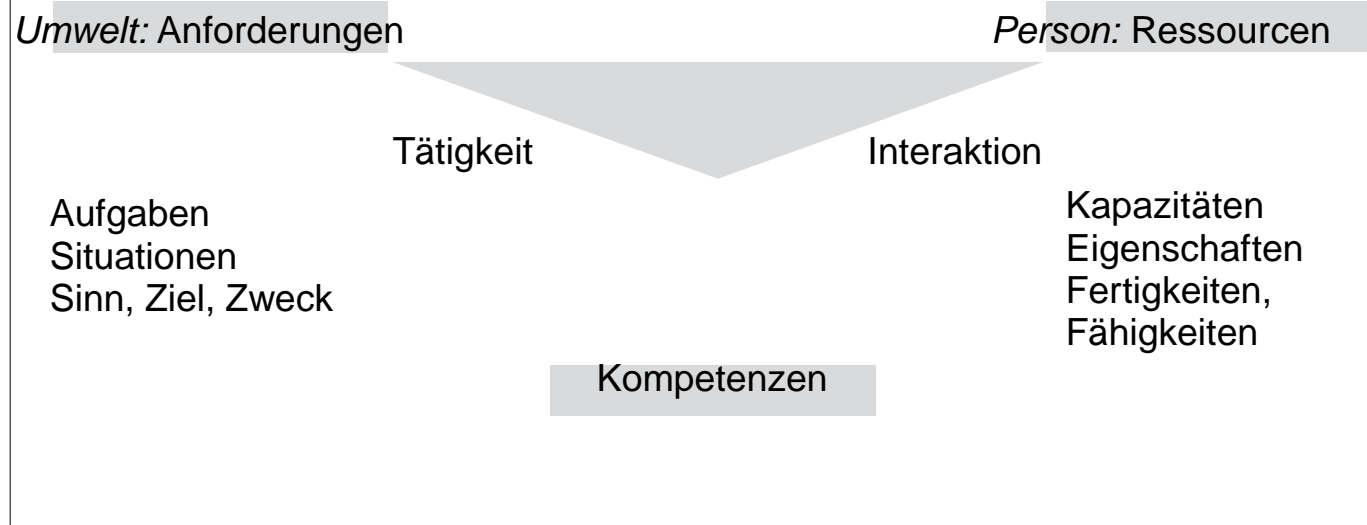 Umwelt: Anforderungen
Person: Ressourcen
Tätigkeit
Interaktion
Aufgaben
Situationen
Sinn, Ziel, Zweck
Kapazitäten
Eigenschaften
Fertigkeiten,
Fähigkeiten
Kompetenzen